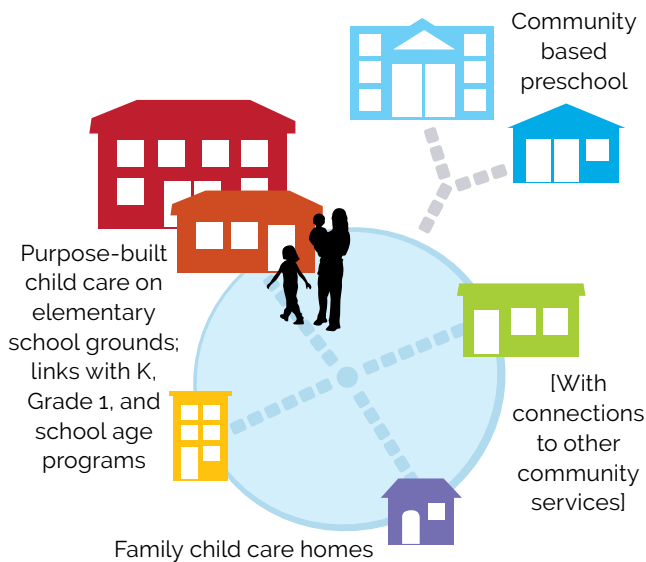 Community
based
preschool
Purpose-built
child care on
elementary
school grounds;
links with K,
Grade 1, and
school age
programs
[With
connections
to other
community
services]
Family child care homes